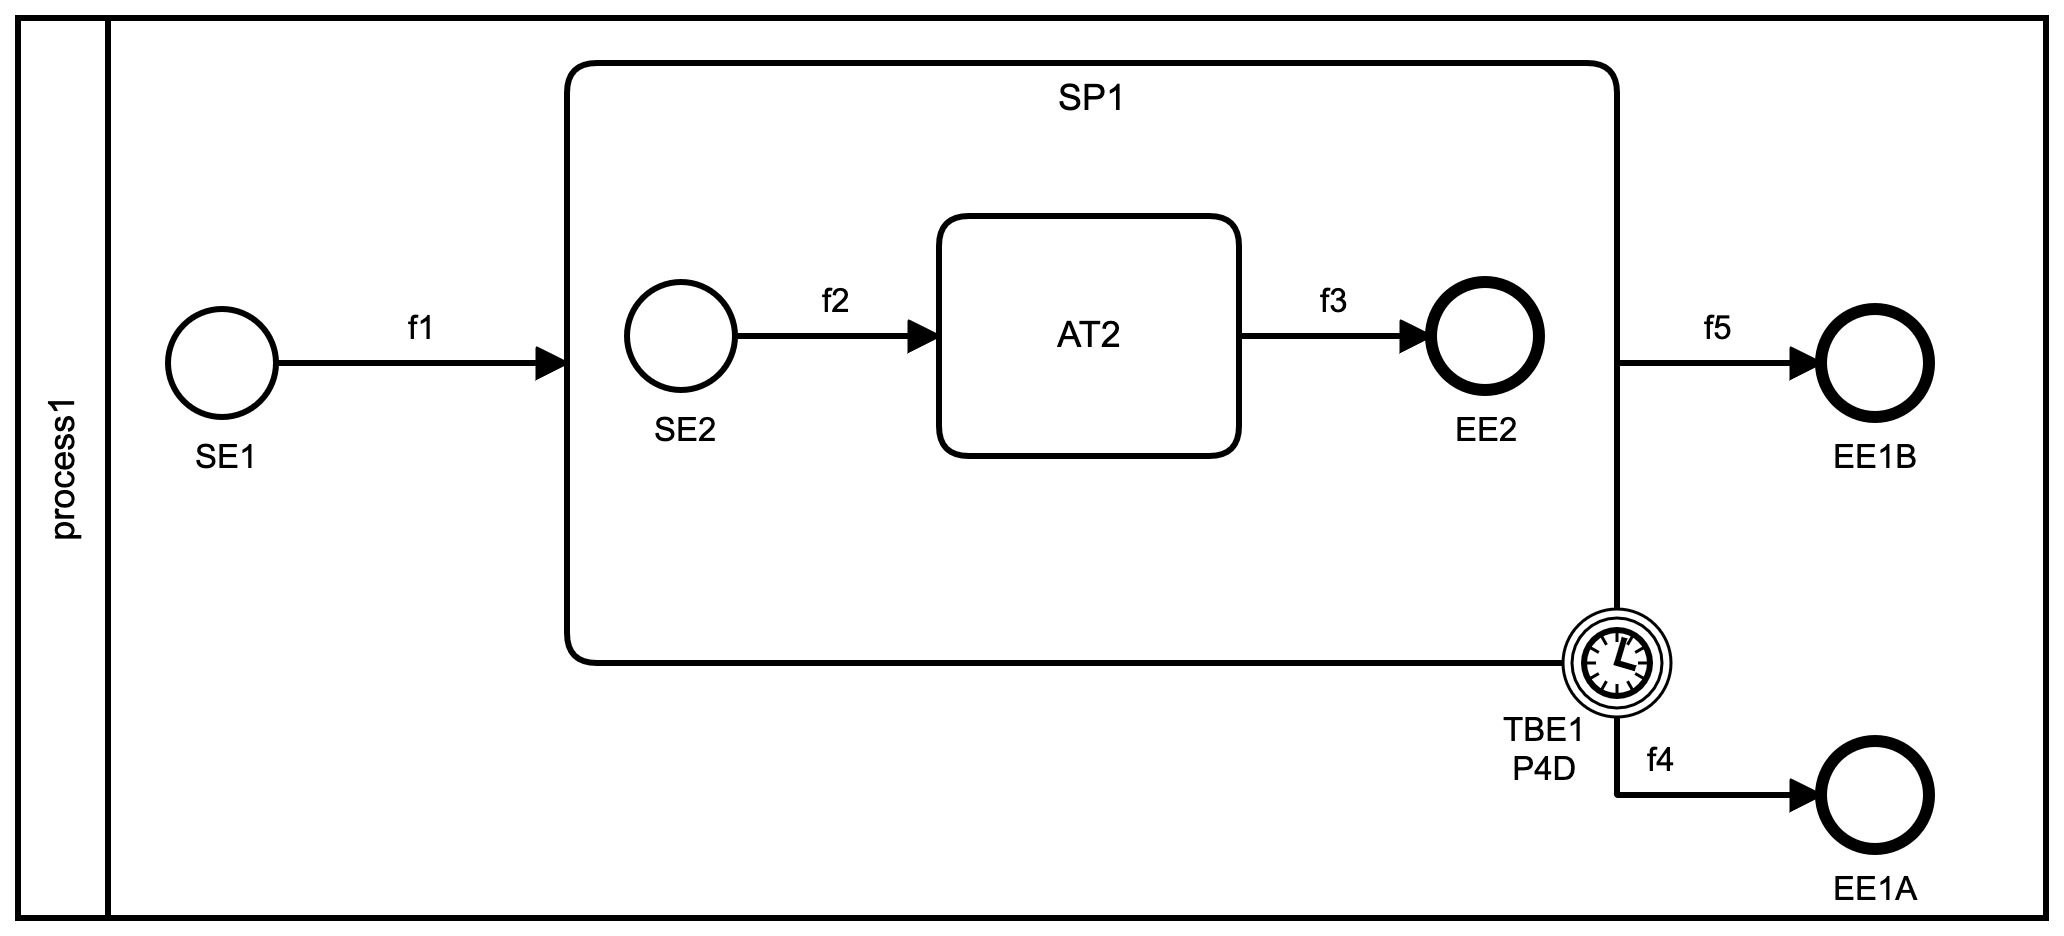 process1
SP1
f1
SE1
f2
SE2
AT2
f3
EE2
f5
EE1B
TBE1
P4D
f4
EE1A